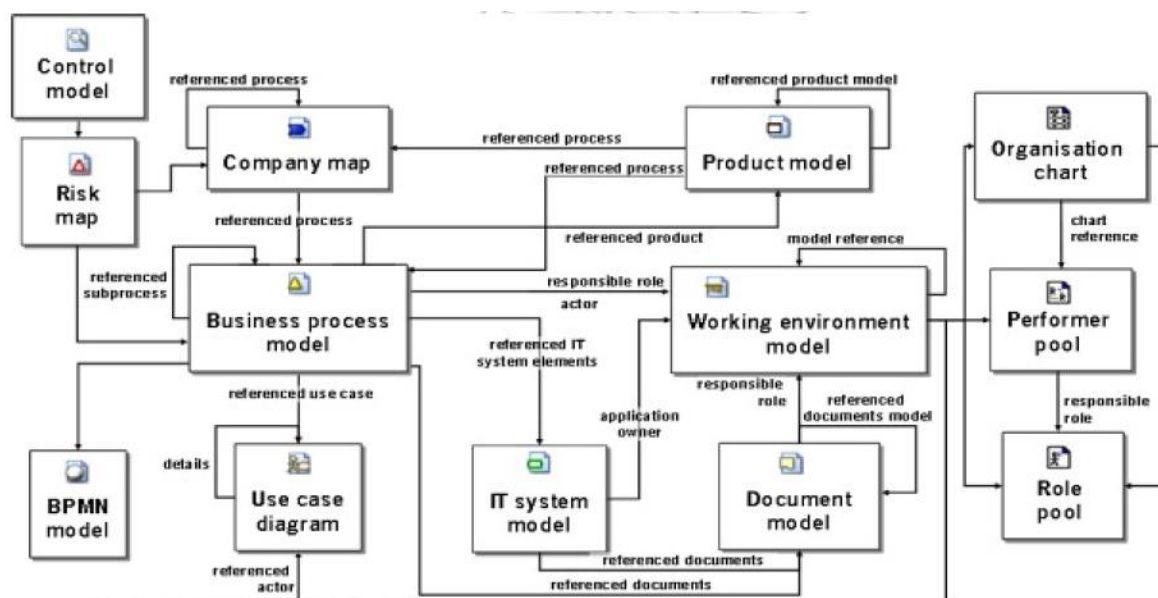 Control
model
referenced process
referenced product model
Risk
map
Company map
referenced process
Product model
Organisation
chart
referenced process
referenced process
referenced product
model reference
chart
reference
referenced
subprocess
Business process
model
responsible role
actor
Working environment
model
Performer
pool
referenced IT
system elements
referenced use case
responsible
role
referenced
documents model
responsible
role
application
owner
details
BPMN
model
Use case
diagram
IT system
model
Document
model
Role
pool
referenced documents
referenced
actor
referenced documents